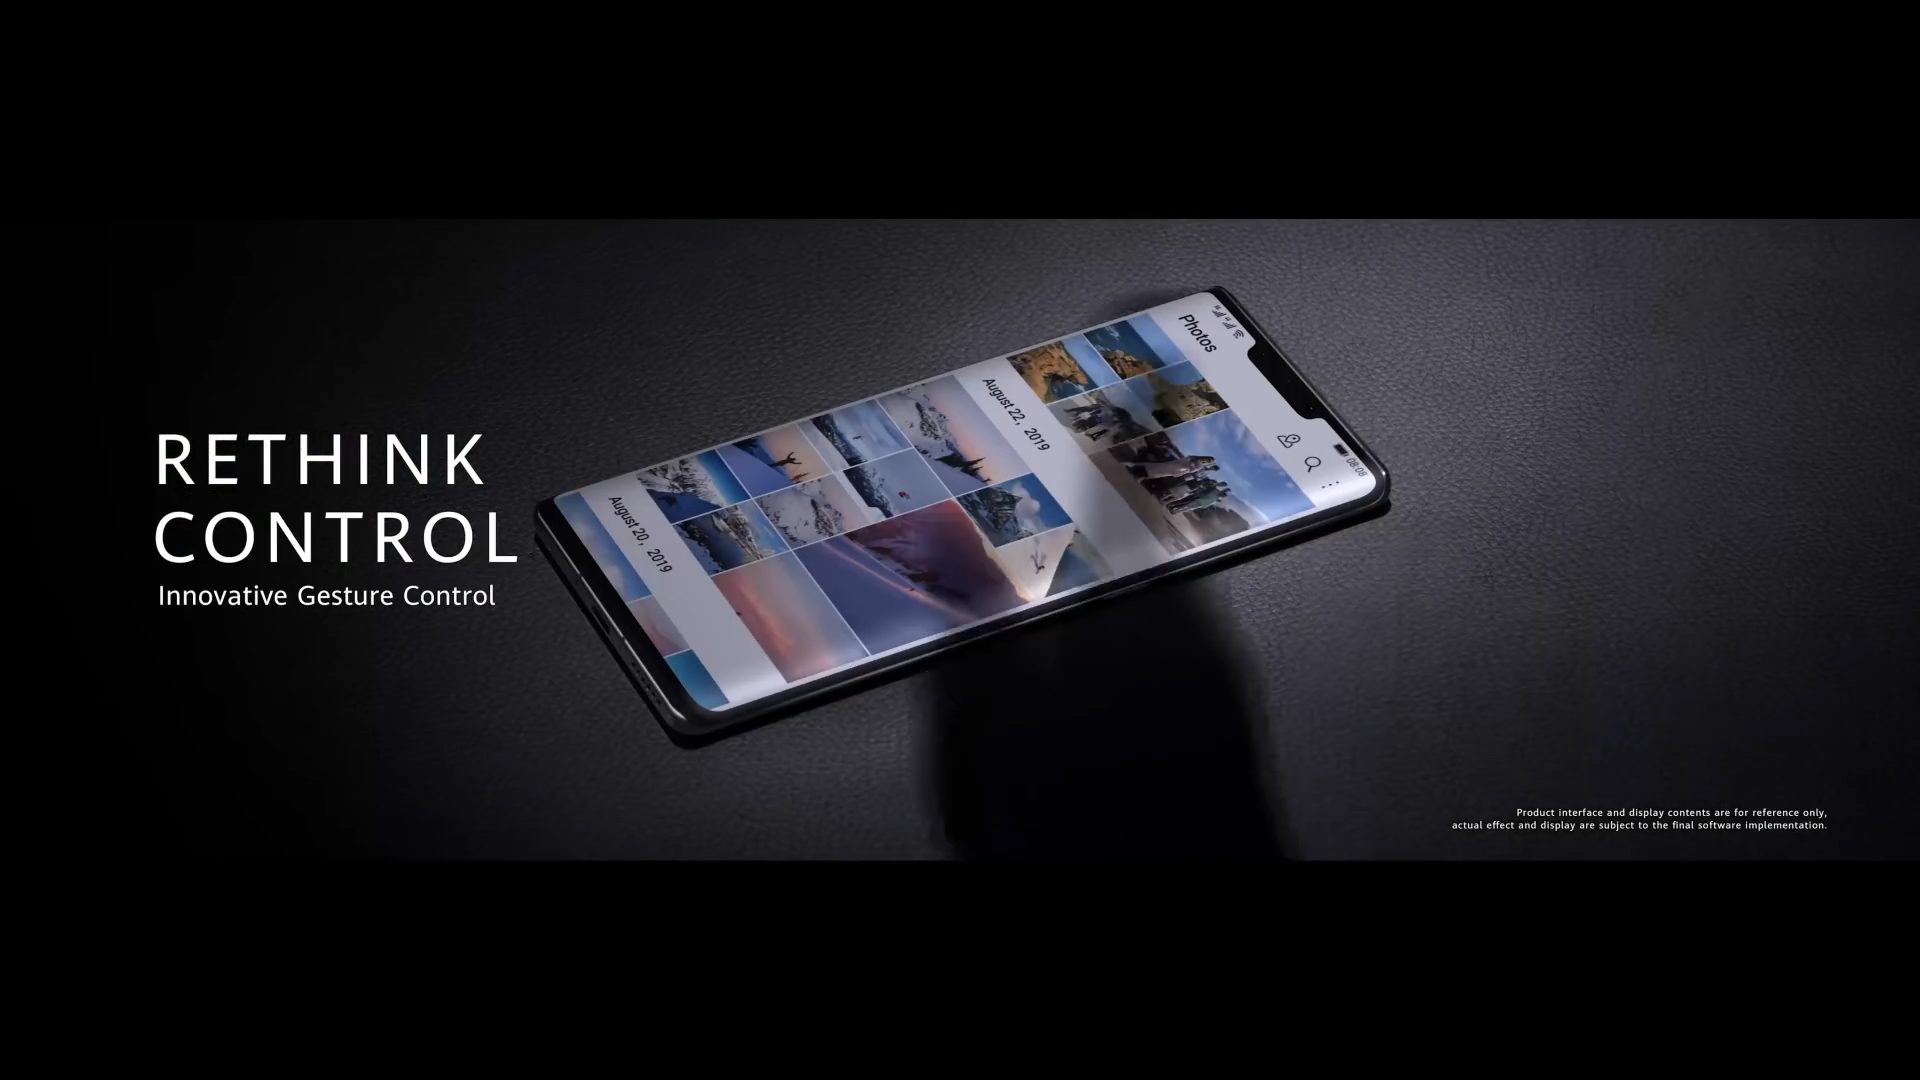 RETHINK
CONTROL
Innovative Gesture Control
Photos
08:08
August 22, 2019
August 20, 2019
Product interface and display contents are for reference only,
actual effect and display are subject to the final software implementation.